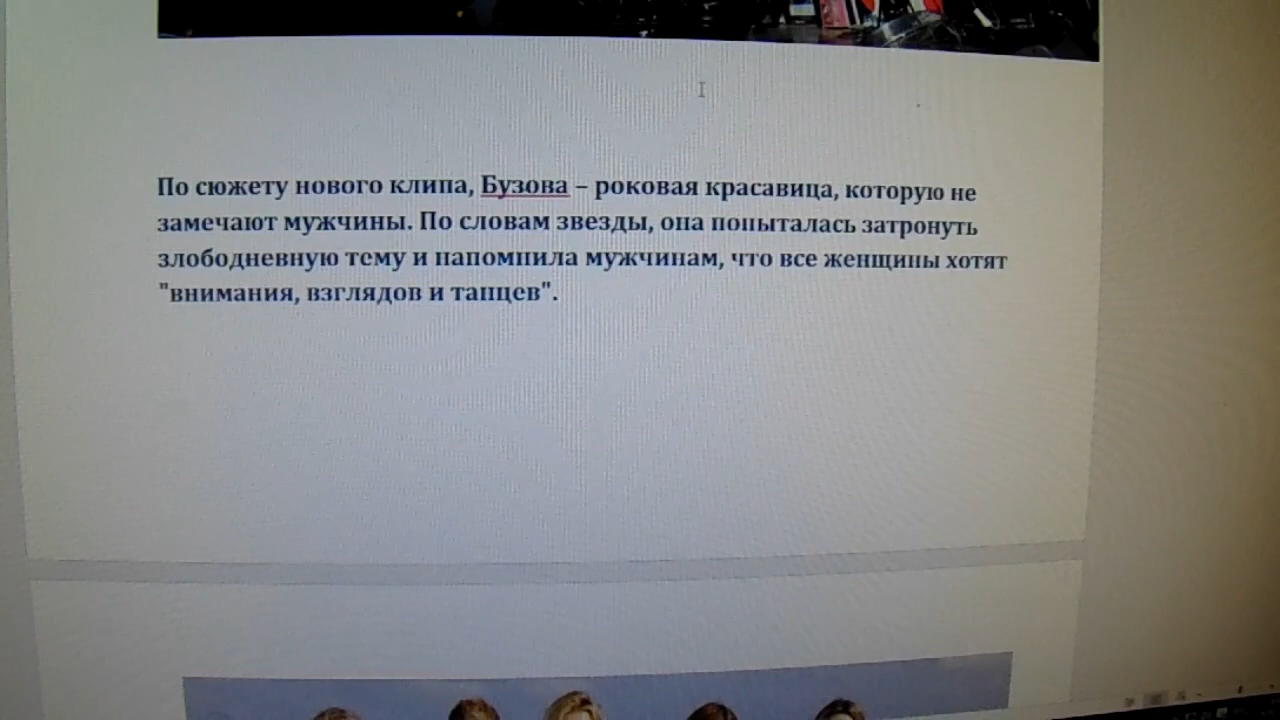 По сюжету нового клипа, Бузова – роковая красавица, которую не
замечают мужчины. По словам звезды, она попыталась затронуть
злободневную тему и напомнила мужчинам, что все женщины хотят
"внимания, взглядов и танцев".